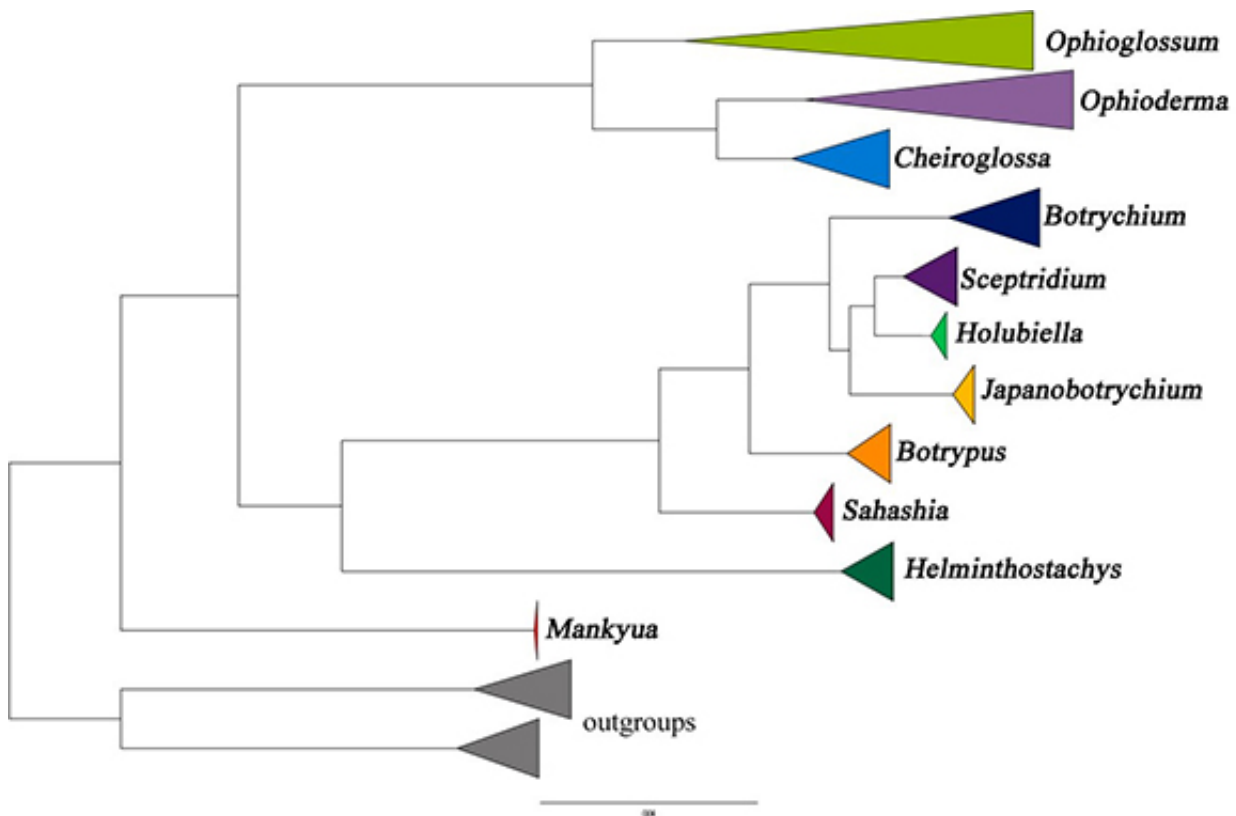 Ophioglossum
Ophioderma
Cheiroglossa
Botrychium
Sceptridium
Holubiella
Japanobotrychium
Botrypus
Sahashia
Helminthostachys
Mankyua
outgroups